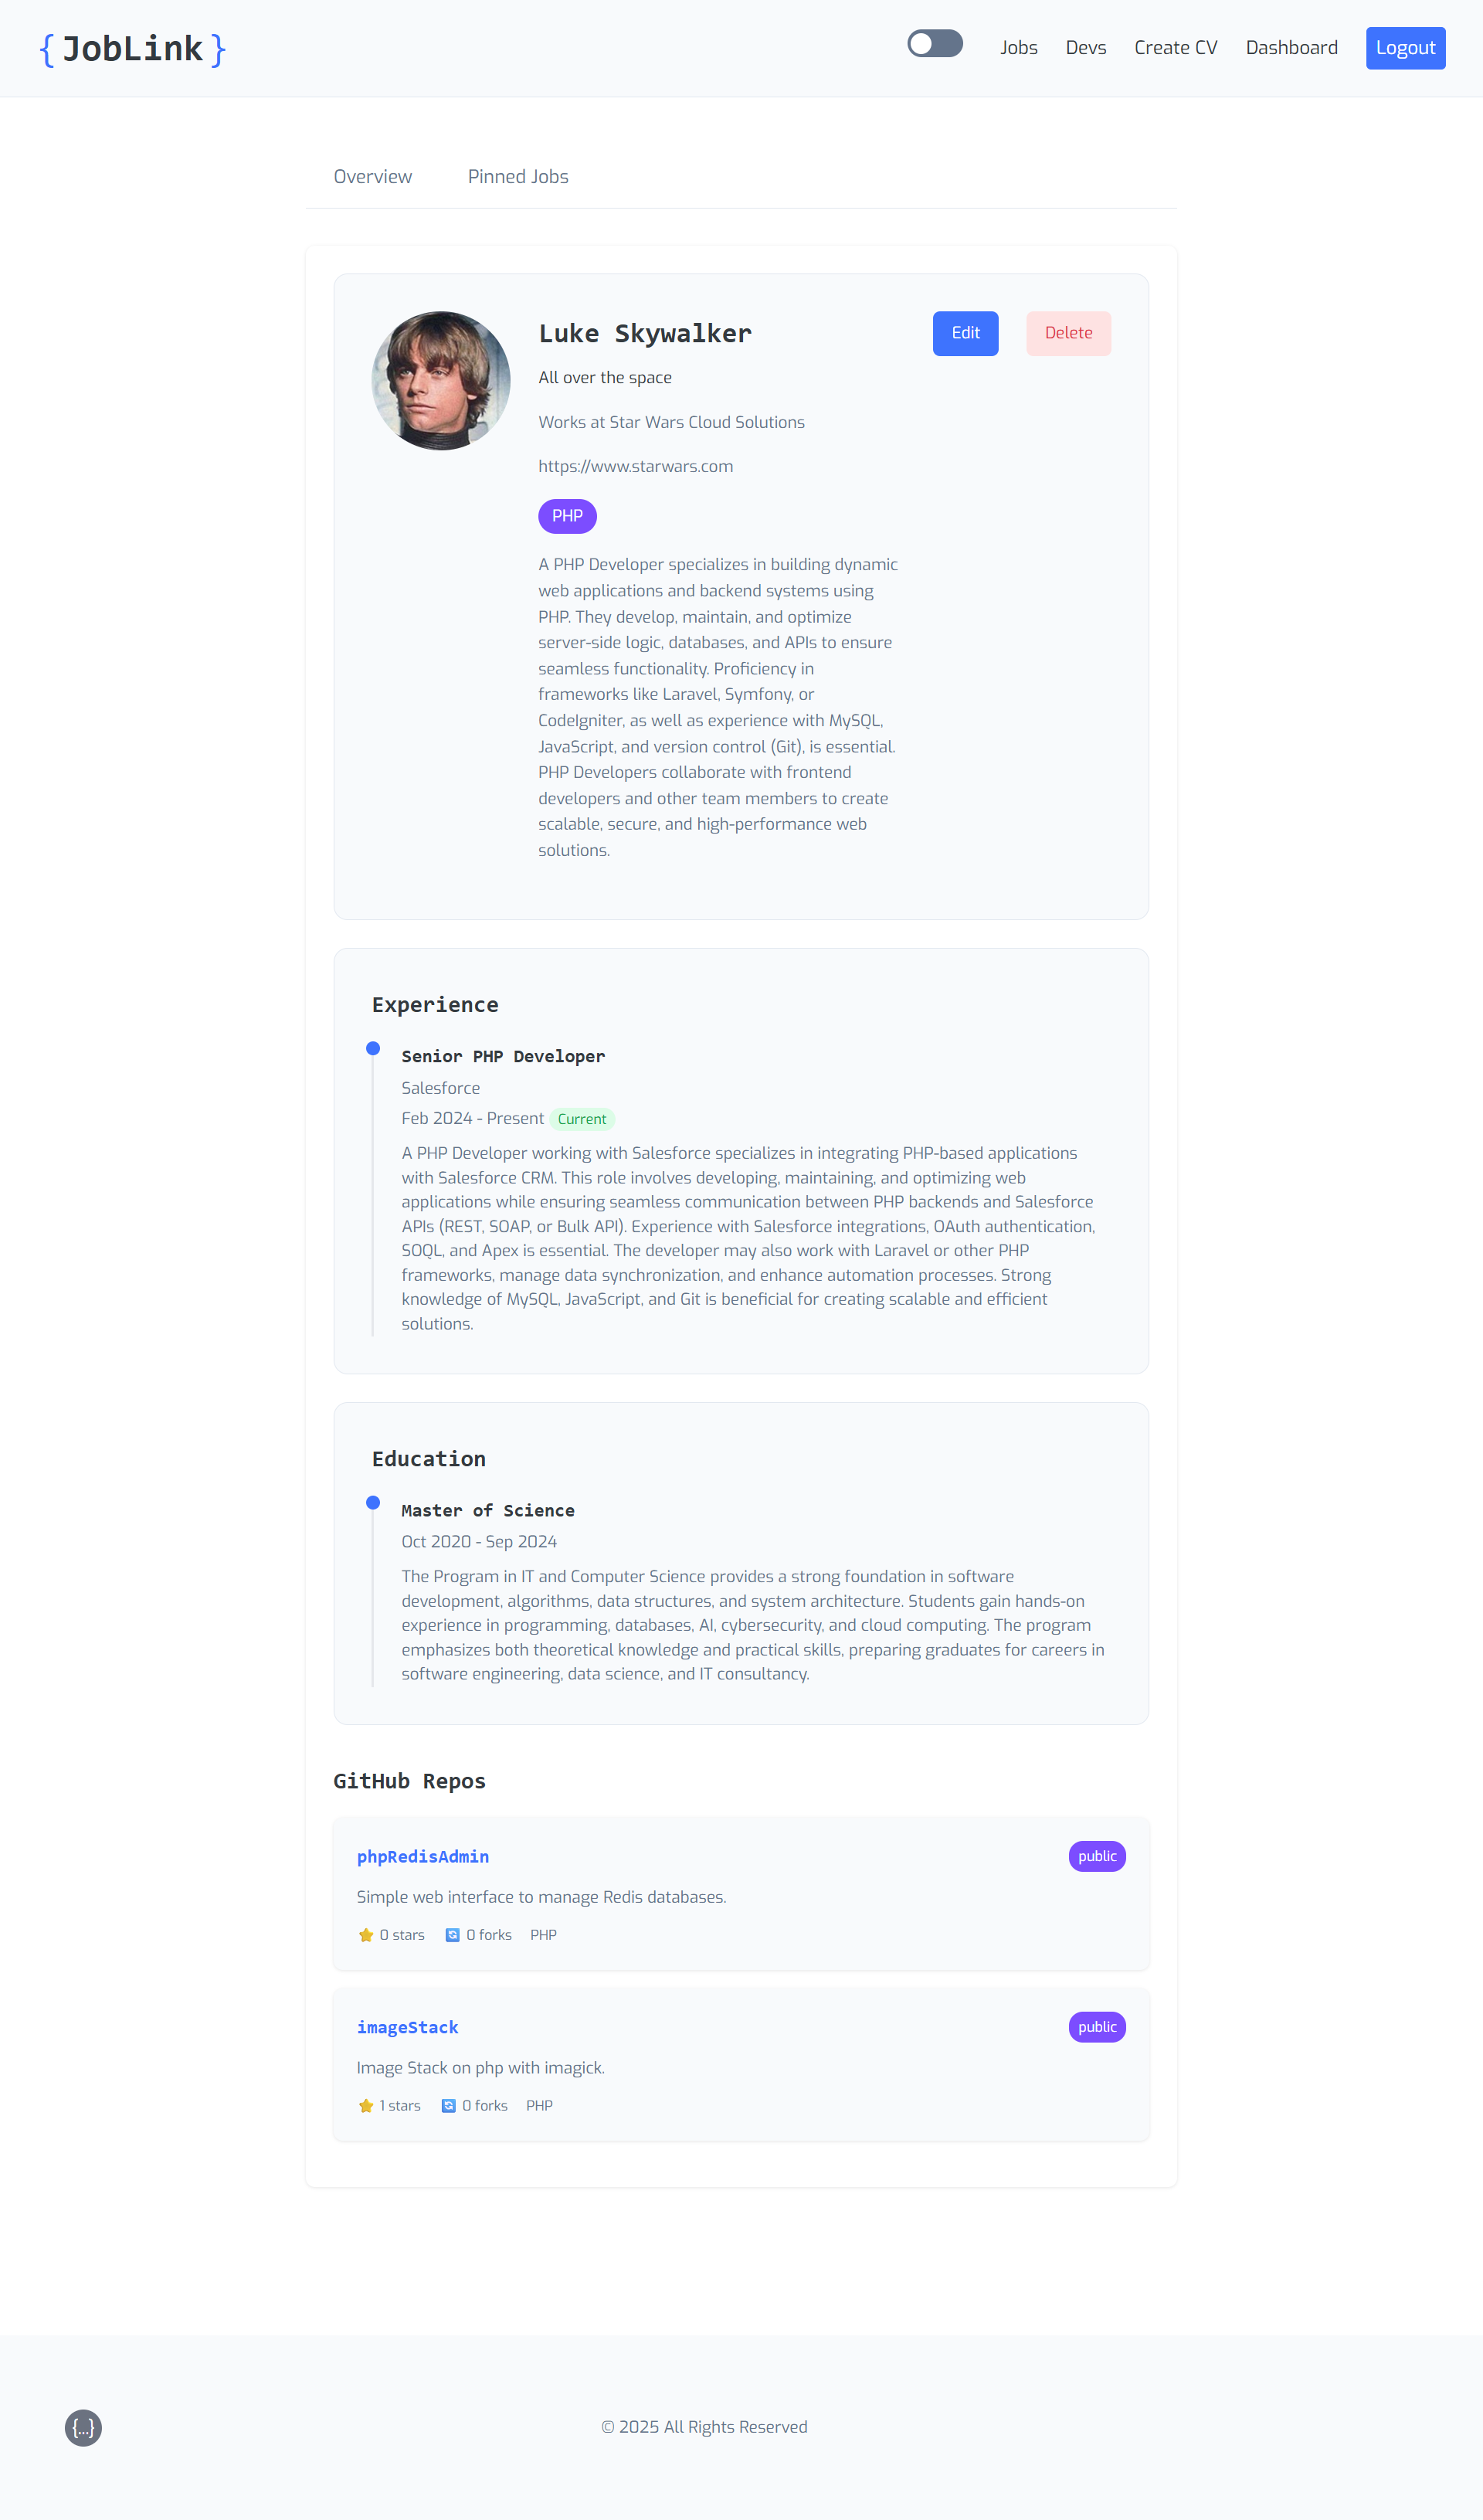 { JobLink }
Jobs Devs Create CV Dashboard Logout
Overview Pinned Jobs
Luke Skywalker Edit Delete
All over the space
Works at Star Wars Cloud Solutions
https://www.starwars.com
PHP
A PHP Developer specializes in building dynamic
web applications and backend systems using
PHP. They develop, maintain, and optimize
server-side logic, databases, and APIs to ensure
seamless functionality. Proficiency in
frameworks like Laravel, Symfony, or
CodeIgniter, as well as experience with MySQL,
JavaScript, and version control (Git), is essential.
PHP Developers collaborate with frontend
developers and other team members to create
scalable, secure, and high-performance web
solutions.
Experience
Senior PHP Developer
Salesforce
Feb 2024 - Present Current
A PHP Developer working with Salesforce specializes in integrating PHP-based applications
with Salesforce CRM. This role involves developing, maintaining, and optimizing web
applications while ensuring seamless communication between PHP backends and Salesforce
APIs (REST, SOAP, or Bulk API). Experience with Salesforce integrations, OAuth authentication,
SOQL, and Apex is essential. The developer may also work with Laravel or other PHP
frameworks, manage data synchronization, and enhance automation processes. Strong
knowledge of MySQL, JavaScript, and Git is beneficial for creating scalable and efficient
solutions.
Education
Master of Science
Oct 2020 - Sep 2024
The Program in IT and Computer Science provides a strong foundation in software
development, algorithms, data structures, and system architecture. Students gain hands-on
experience in programming, databases, AI, cybersecurity, and cloud computing. The program
emphasizes both theoretical knowledge and practical skills, preparing graduates for careers in
software engineering, data science, and IT consultancy.
GitHub Repos
phpRedisAdmin public
Simple web interface to manage Redis databases.
0 stars 0 forks PHP
imageStack public
Image Stack on php with imagick.
1 stars 0 forks PHP
{...} © 2025 All Rights Reserved